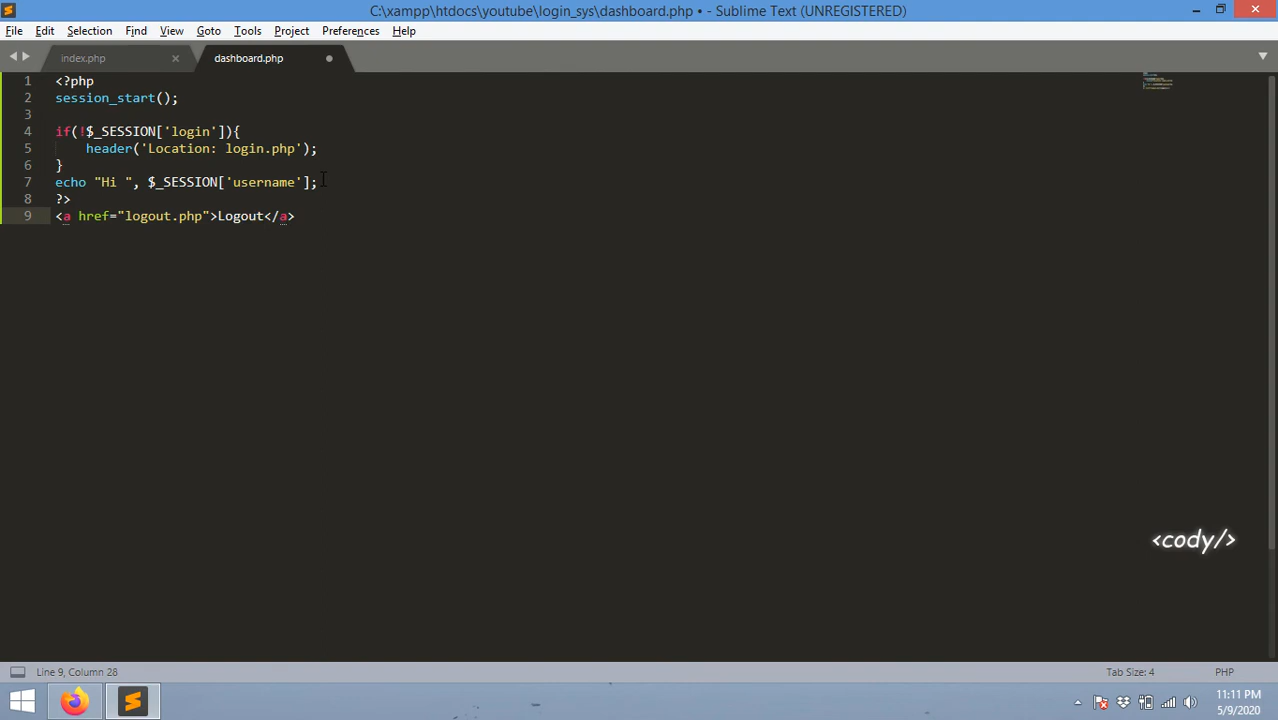 C:\xampp\htdocs\youtube\login_sys\dashboard.php • - Sublime Text (UNREGISTERED)
File Edit Selection Find View Goto Tools Project Preferences Help
index.php dashboard.php
1 <?php
2 session_start();
3
4 if(!$_SESSION['login']){
5     header('Location: login.php');
6 }
7 echo "Hi ", $_SESSION['username'];
8 ?>
9 <a href="logout.php">Logout</a>
<cody/>
Line 9, Column 28 Tab Size: 4 PHP
11:11 PM
5/9/2020